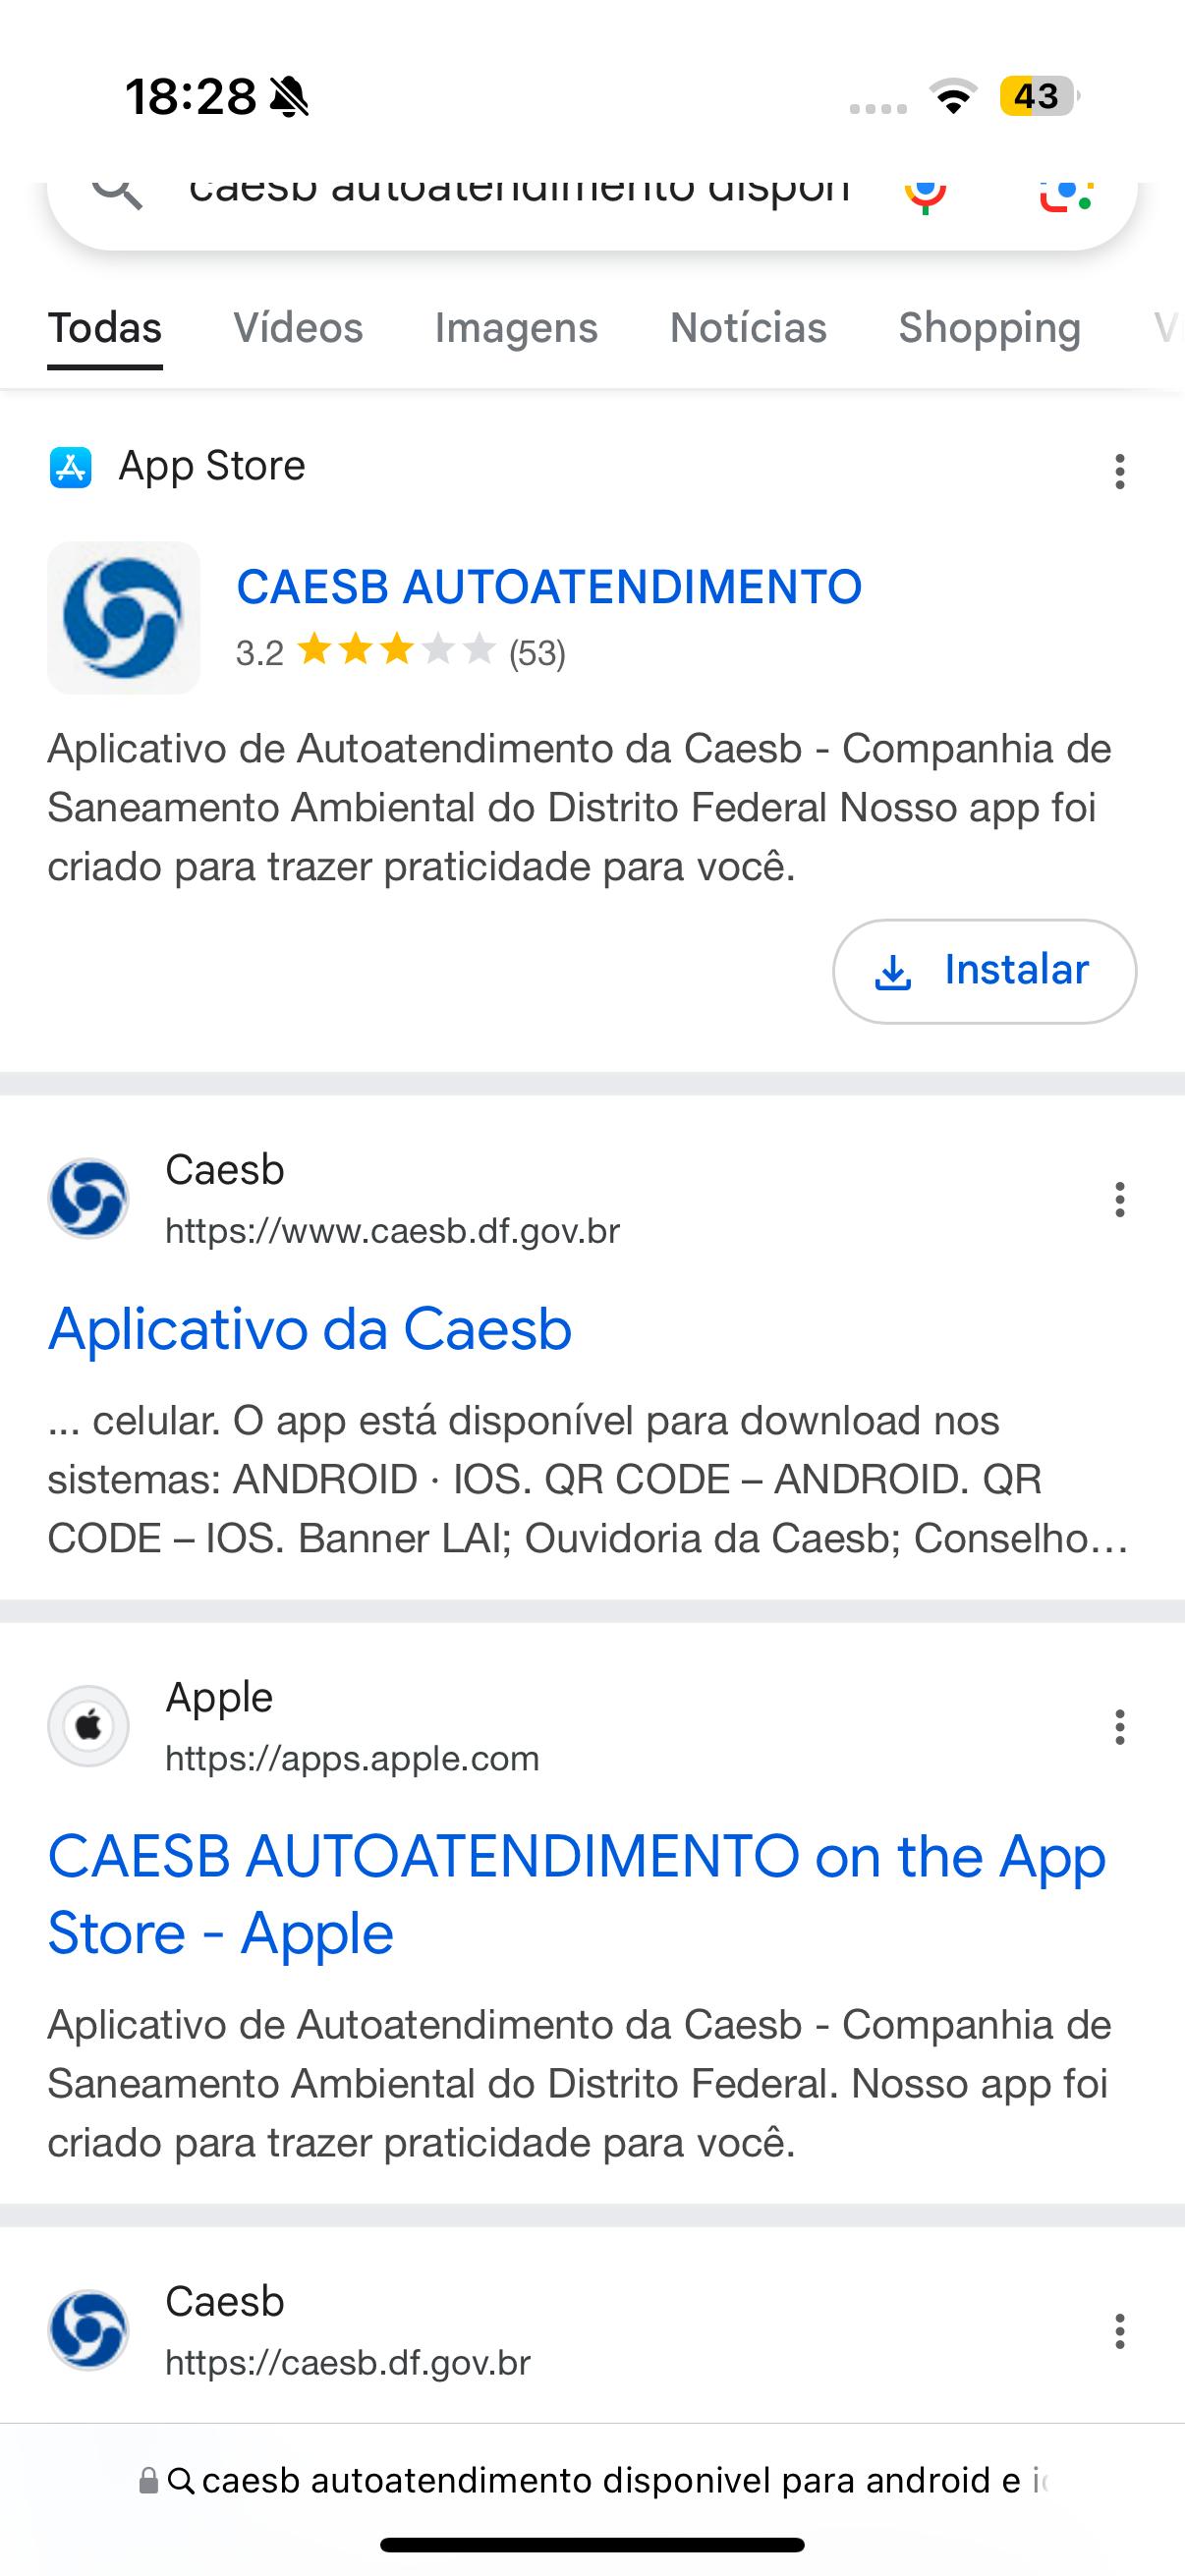 18:28
43
caesb autoatendimento dispon
Todas Vídeos Imagens Notícias Shopping
App Store
CAESB AUTOATENDIMENTO
3.2 (53)
Aplicativo de Autoatendimento da Caesb - Companhia de
Saneamento Ambiental do Distrito Federal Nosso app foi
criado para trazer praticidade para você.
Instalar
Caesb
https://www.caesb.df.gov.br
Aplicativo da Caesb
... celular. O app está disponível para download nos
sistemas: ANDROID · IOS. QR CODE – ANDROID. QR
CODE – IOS. Banner LAI; Ouvidoria da Caesb; Conselho...
Apple
https://apps.apple.com
CAESB AUTOATENDIMENTO on the App
Store - Apple
Aplicativo de Autoatendimento da Caesb - Companhia de
Saneamento Ambiental do Distrito Federal. Nosso app foi
criado para trazer praticidade para você.
Caesb
https://caesb.df.gov.br
caesb autoatendimento disponivel para android e